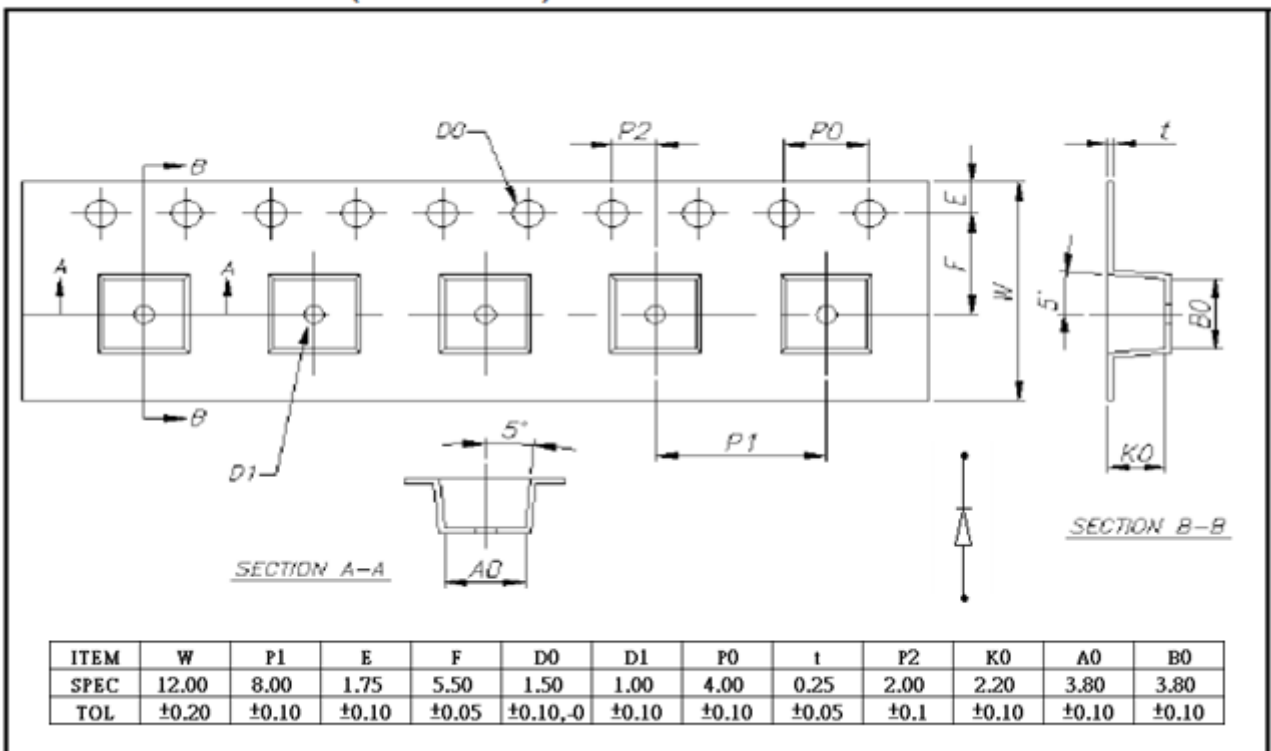 D0
P2
P0
t
B
E
A
A
F
W
5°
B0
B
D1
5°
P1
K0
SECTION A-A
A0
SECTION B-B
ITEM W P1 E F D0 D1 P0 t P2 K0 A0 B0
SPEC 12.00 8.00 1.75 5.50 1.50 1.00 4.00 0.25 2.00 2.20 3.80 3.80
TOL ±0.20 ±0.10 ±0.10 ±0.05 ±0.10,-0 ±0.10 ±0.10 ±0.05 ±0.1 ±0.10 ±0.10 ±0.10